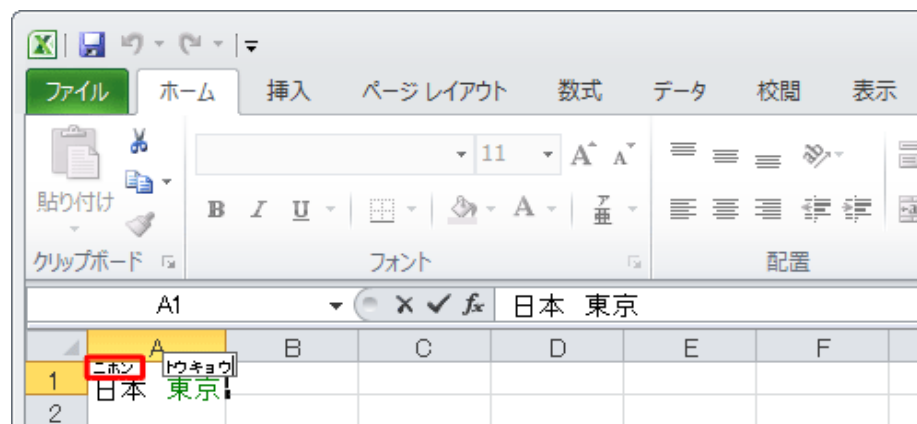 ファイル ホーム 挿入 ページ レイアウト 数式 データ 校閲 表示
貼り付け
11 A A
B I U A ア亜
クリップボード フォント 配置
A1 fx 日本 東京
A B C D E F
ニホン トウキョウ
1 日本 東京
2